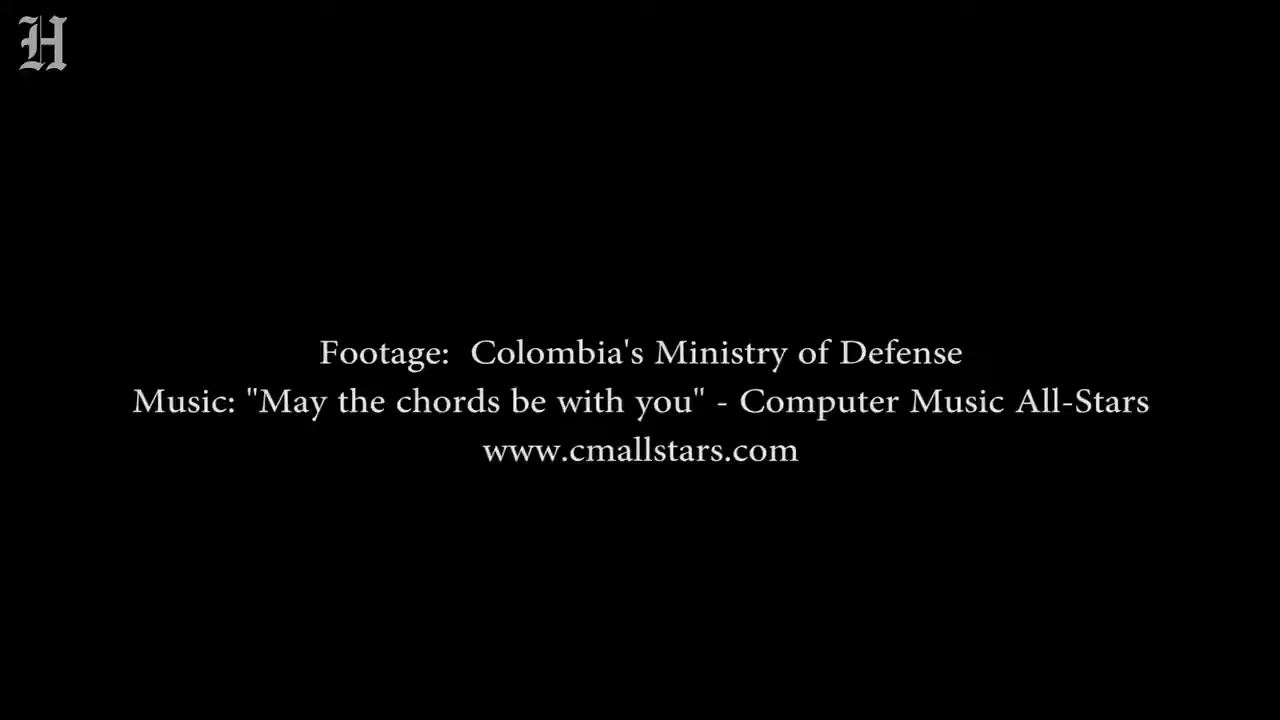 H
Footage: Colombia's Ministry of Defense
Music: "May the chords be with you" - Computer Music All-Stars
www.cmallstars.com